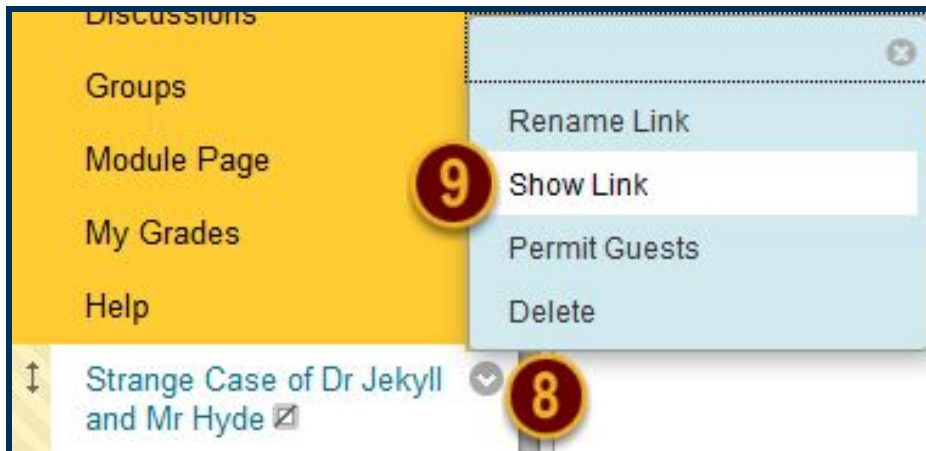 Discussions
Groups
Module Page
My Grades
Help
Strange Case of Dr Jekyll
and Mr Hyde
8
Rename Link
9
Show Link
Permit Guests
Delete